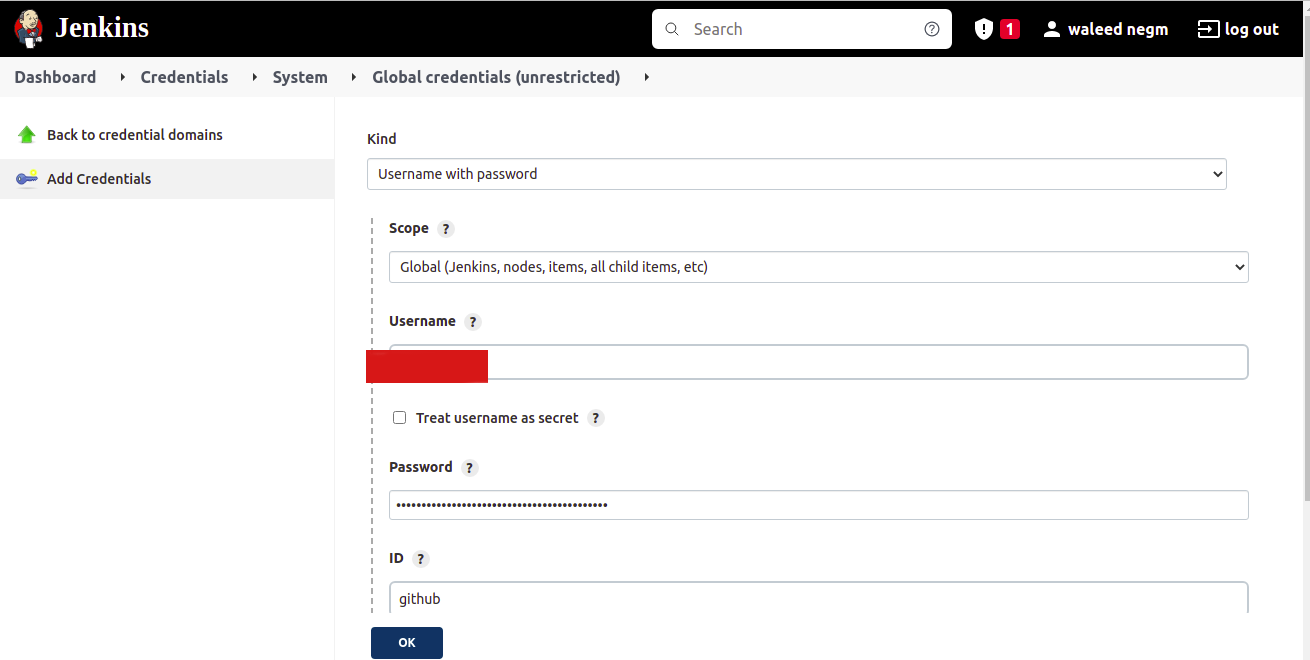 Jenkins
Search
1
waleed negm
log out
Dashboard
Credentials
System
Global credentials (unrestricted)
Back to credential domains
Add Credentials
Kind
Username with password
Scope ?
Global (Jenkins, nodes, items, all child items, etc)
Username ?
Treat username as secret ?
Password ?
••••••••••••••••••••••••••••••••••••••••
ID ?
github
OK